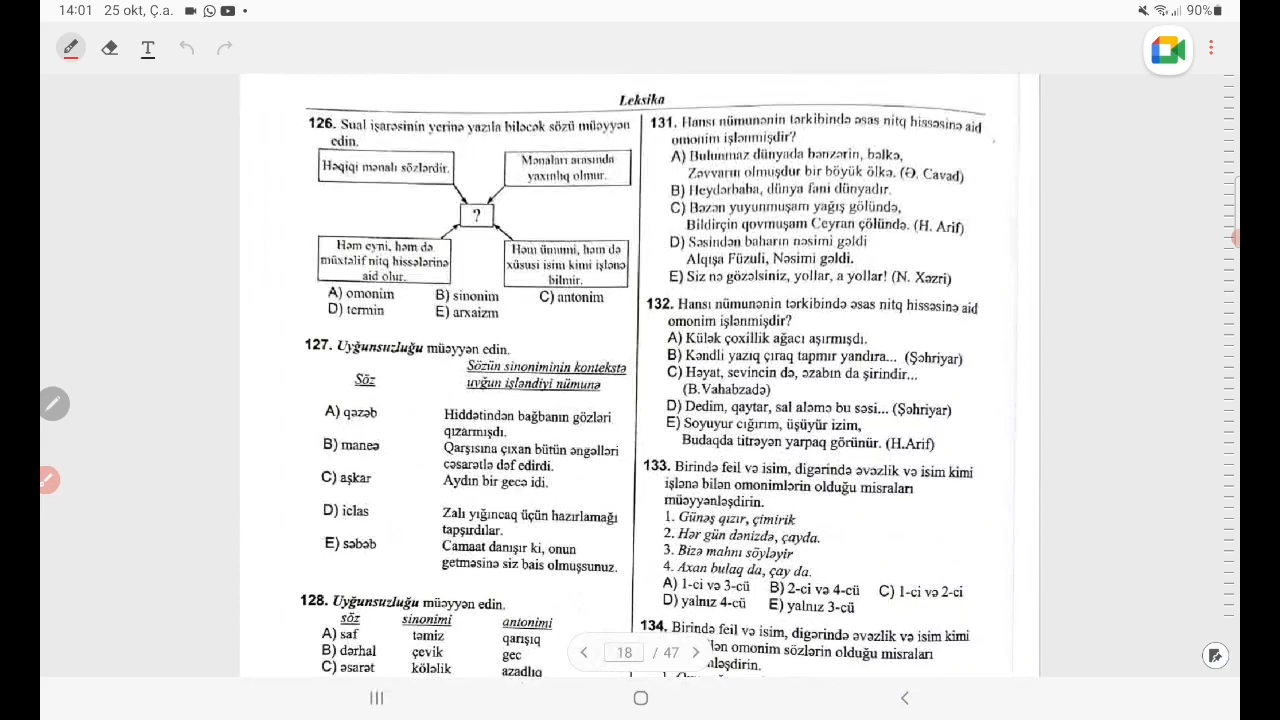 14:01 25 okt, Ç.a.
90%
T
Leksika
126. Sual işarəsinin yerinə yazıla biləcək sözü müəyyən
edin.
Həqiqi mənalı sözlərdir.
Mənaları arasında
yaxınlıq olmur.
?
Həm eyni, həm də
müxtəlif nitq hissələrinə
aid olur.
Həm ümumi, həm də
xüsusi isim kimi işlənə
bilmir.
A) omonim B) sinonim C) antonim
D) termin E) arxaizm
127. Uyğunsuzluğu müəyyən edin.
Söz
Sözün sinoniminin kontekstə
uyğun işləndiyi nümunə
A) qəzəb Hiddətindən bağbanın gözləri
qızarmışdı.
B) maneə Qarşısına çıxan bütün əngəlləri
cəsarətlə dəf edirdi.
C) aşkar Aydın bir gecə idi.
D) iclas Zalı yığıncaq üçün hazırlamağı
tapşırdılar.
E) səbəb Camaat danışır ki, onun
getməsinə siz bais olmuşsunuz.
128. Uyğunsuzluğu müəyyən edin.
söz sinonimi antonimi
A) saf təmiz qarışıq
B) dərhal çevik gec
C) əsarət köləlik azadlıq
131. Hansı nümunənin tərkibində əsas nitq hissəsinə aid
omonim işlənmişdir?
A) Bulunmaz dünyada bənzərin, bəlkə,
Zəvvarın olmuşdur bir böyük ölkə. (Ə. Cavad)
B) Heydərbaba, dünya fani dünyadır.
C) Bəzən yuyunmuşam yağış gölündə,
Bildirçin qovmuşam Ceyran çölündə. (H. Arif)
D) Səsindən baharın nəsimi gəldi
Alqışa Füzuli, Nəsimi gəldi.
E) Siz nə gözəlsiniz, yollar, a yollar! (N. Xəzri)
132. Hansı nümunənin tərkibində əsas nitq hissəsinə aid
omonim işlənmişdir?
A) Külək çoxillik ağacı aşırmışdı.
B) Kəndli yazıq çıraq tapmır yandıra... (Şəhriyar)
C) Həyat, sevincin də, əzabın da şirindir...
(B.Vahabzadə)
D) Dedim, qaytar, sal aləmə bu səsi... (Şəhriyar)
E) Soyuyur cığırım, üşüyür izim,
Budaqda titrəyən yarpaq görünür. (H.Arif)
133. Birində feil və isim, digərində əvəzlik və isim kimi
işlənə bilən omonimlərin olduğu misraları
müəyyənləşdirin.
1. Günəş qızır, çimirik
2. Hər gün dənizdə, çayda.
3. Bizə mahnı söyləyir
4. Axan bulaq da, çay da.
A) 1-ci və 3-cü B) 2-ci və 4-cü C) 1-ci və 2-ci
D) yalnız 4-cü E) yalnız 3-cü
134. Birində feil və isim, digərində əvəzlik və isim kimi
lən omonim sözlərin olduğu misraları
nləşdirin.
18 / 47